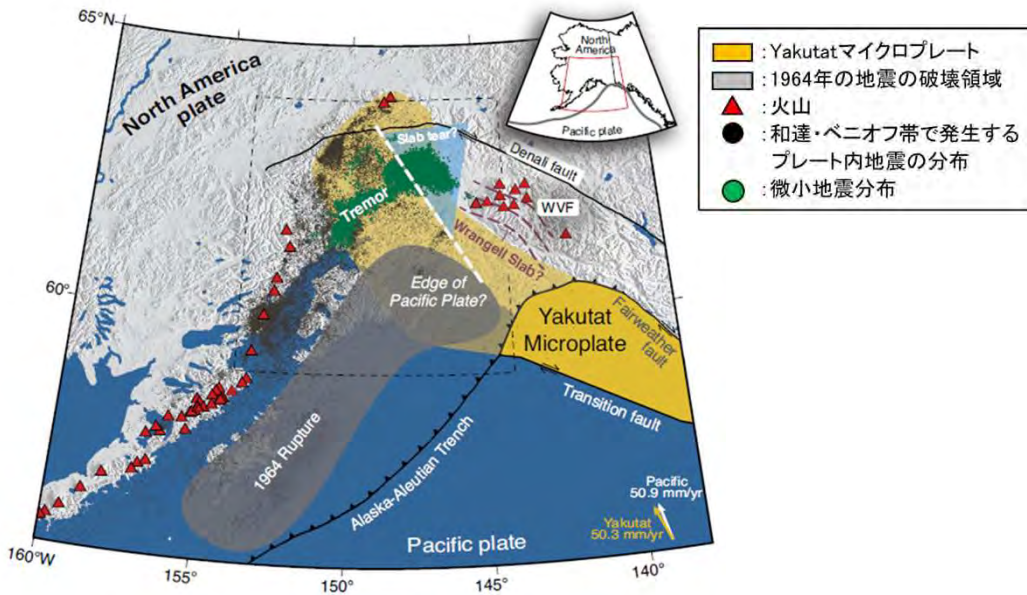 65°N
North America
plate
North
America
Pacific plate
:Yakutatマイクロプレート
:1964年の地震の破壊領域
:火山
:和達・ベニオフ帯で発生する
プレート内地震の分布
:微小地震分布
Slab tear?
Denali fault
Tremor
WVF
Wrangell Slab?
60°
Edge of
Pacific Plate?
Yakutat
Microplate
Fairweather
fault
Transition fault
1964 Rupture
Alaska-Aleutian Trench
Pacific
50.9 mm/yr
Yakutat
50.3 mm/yr
Pacific plate
160°W
155°
150°
145°
140°